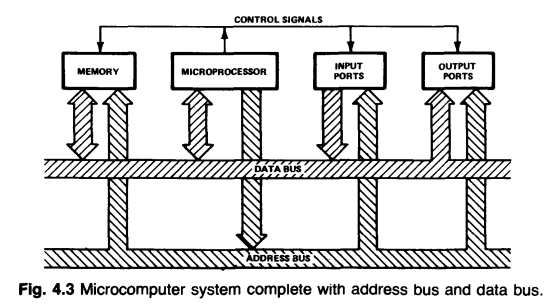 CONTROL SIGNALS
MEMORY
MICROPROCESSOR
INPUT
PORTS
OUTPUT
PORTS
DATA BUS
ADDRESS BUS
Fig. 4.3 Microcomputer system complete with address bus and data bus.